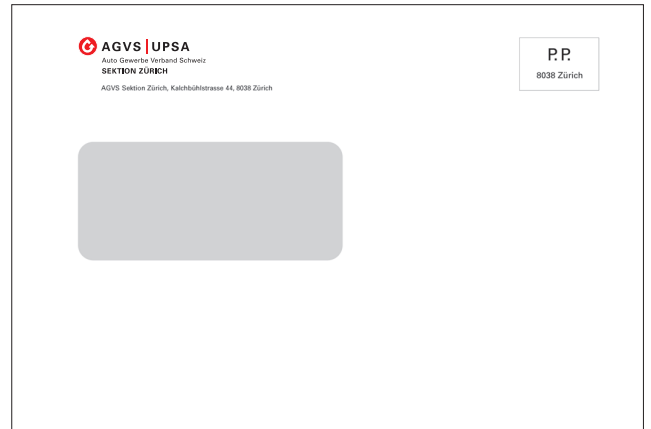 AGVS | UPSA
Auto Gewerbe Verband Schweiz
SEKTION ZÜRICH
AGVS Sektion Zürich, Kalchbühlstrasse 44, 8038 Zürich
P.P.
8038 Zürich